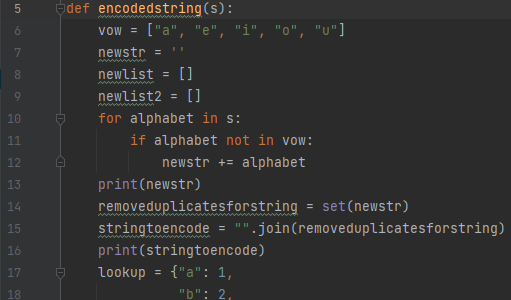 5 def encodedstring(s):
6     vow = ["a", "e", "i", "o", "u"]
7     newstr = ''
8     newlist = []
9     newlist2 = []
10     for alphabet in s:
11         if alphabet not in vow:
12             newstr += alphabet
13     print(newstr)
14     removeduplicatesforstring = set(newstr)
15     stringtoencode = "".join(removeduplicatesforstring)
16     print(stringtoencode)
17     lookup = {"a": 1,
18               "b": 2,